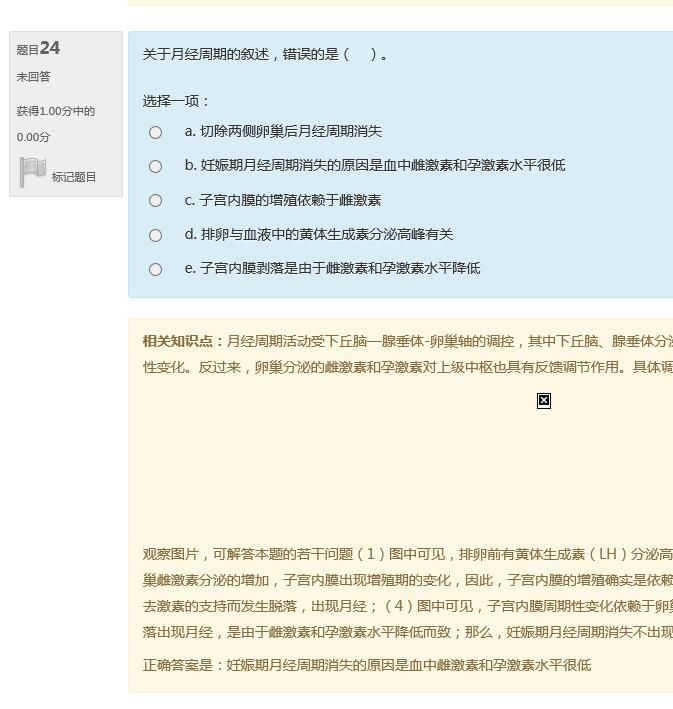 题目24
未回答
获得1.00分中的
0.00分
标记题目
关于月经周期的叙述，错误的是（    ）。
选择一项：
a. 切除两侧卵巢后月经周期消失
b. 妊娠期月经周期消失的原因是血中雌激素和孕激素水平很低
c. 子宫内膜的增殖依赖于雌激素
d. 排卵与血液中的黄体生成素分泌高峰有关
e. 子宫内膜剥落是由于雌激素和孕激素水平降低
相关知识点：月经周期活动受下丘脑—腺垂体-卵巢轴的调控，其中下丘脑、腺垂体分泌
性变化。反过来，卵巢分泌的雌激素和孕激素对上级中枢也具有反馈调节作用。具体调
观察图片，可解答本题的若干问题（1）图中可见，排卵前有黄体生成素（LH）分泌高
巢雌激素分泌的增加，子宫内膜出现增殖期的变化，因此，子宫内膜的增殖确实是依赖
去激素的支持而发生脱落，出现月经；（4）图中可见，子宫内膜周期性变化依赖于卵巢
落出现月经，是由于雌激素和孕激素水平降低而致；那么，妊娠期月经周期消失不出现
正确答案是：妊娠期月经周期消失的原因是血中雌激素和孕激素水平很低